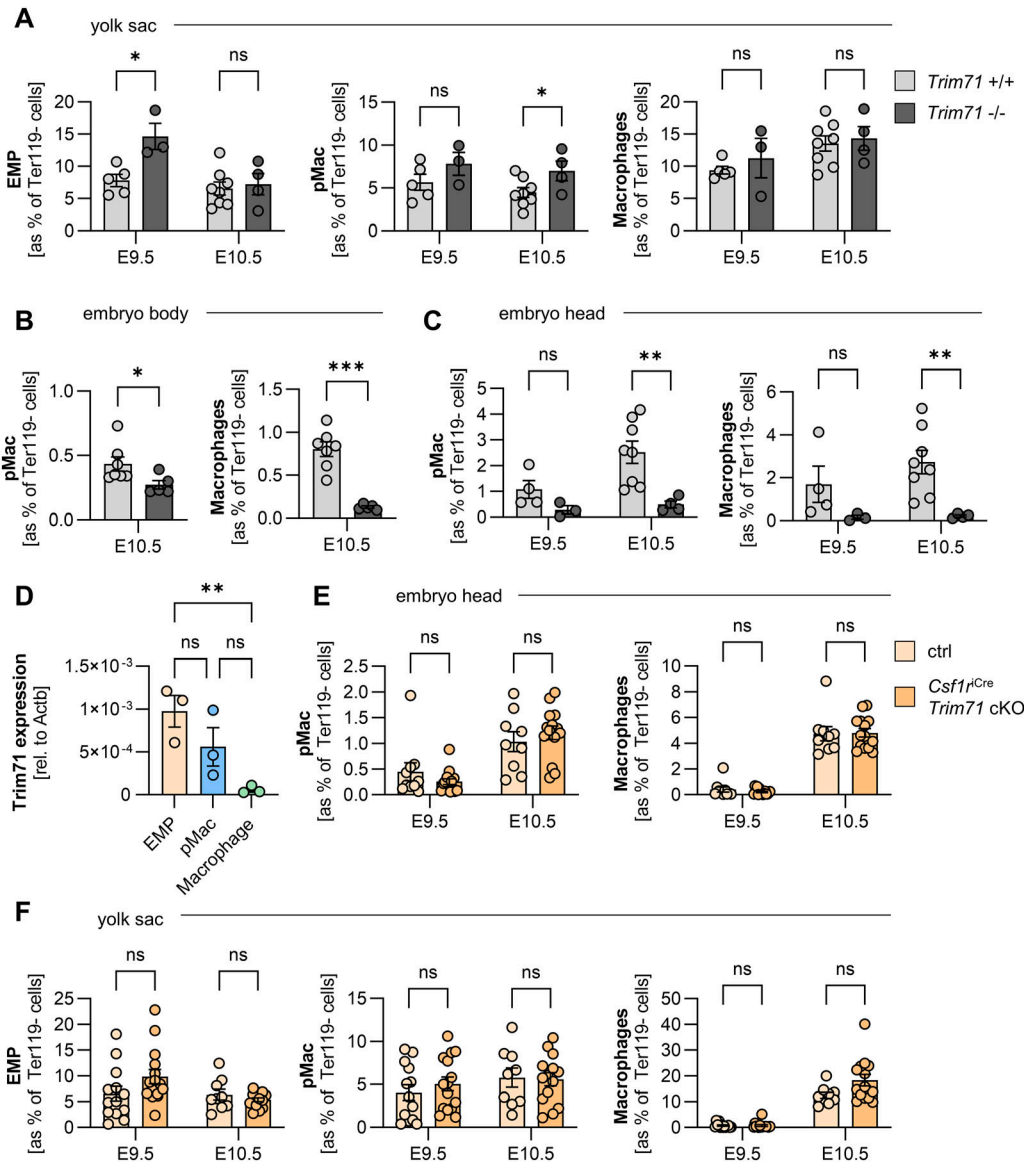 A
yolk sac
* ns
ns *
ns ns
Trim71 +/+
Trim71 -/-
EMP
[as % of Ter119- cells]
20
15
10
5
0
E9.5 E10.5
pMac
[as % of Ter119- cells]
15
10
5
0
E9.5 E10.5
Macrophages
[as % of Ter119- cells]
20
15
10
5
0
E9.5 E10.5
B
embryo body
*
pMac
[as % of Ter119- cells]
1.0
0.5
0.0
E10.5
***
Macrophages
[as % of Ter119- cells]
1.5
1.0
0.5
0.0
E10.5
C
embryo head
ns **
pMac
[as % of Ter119- cells]
5
4
3
2
1
0
E9.5 E10.5
ns **
Macrophages
[as % of Ter119- cells]
6
4
2
0
E9.5 E10.5
D
**
ns ns
Trim71 expression
[rel. to Actb]
1.5×10⁻³
1×10⁻³
5×10⁻⁴
0
EMP
pMac
Macrophage
E
embryo head
ns ns
pMac
[as % of Ter119- cells]
2.5
2.0
1.5
1.0
0.5
0.0
E9.5 E10.5
ns ns
Macrophages
[as % of Ter119- cells]
10
8
6
4
2
0
E9.5 E10.5
ctrl
Csf1r^iCre
Trim71 cKO
F
yolk sac
ns ns
EMP
[as % of Ter119- cells]
25
20
15
10
5
0
E9.5 E10.5
ns ns
pMac
[as % of Ter119- cells]
15
10
5
0
E9.5 E10.5
ns ns
Macrophages
[as % of Ter119- cells]
50
40
30
20
10
0
E9.5 E10.5